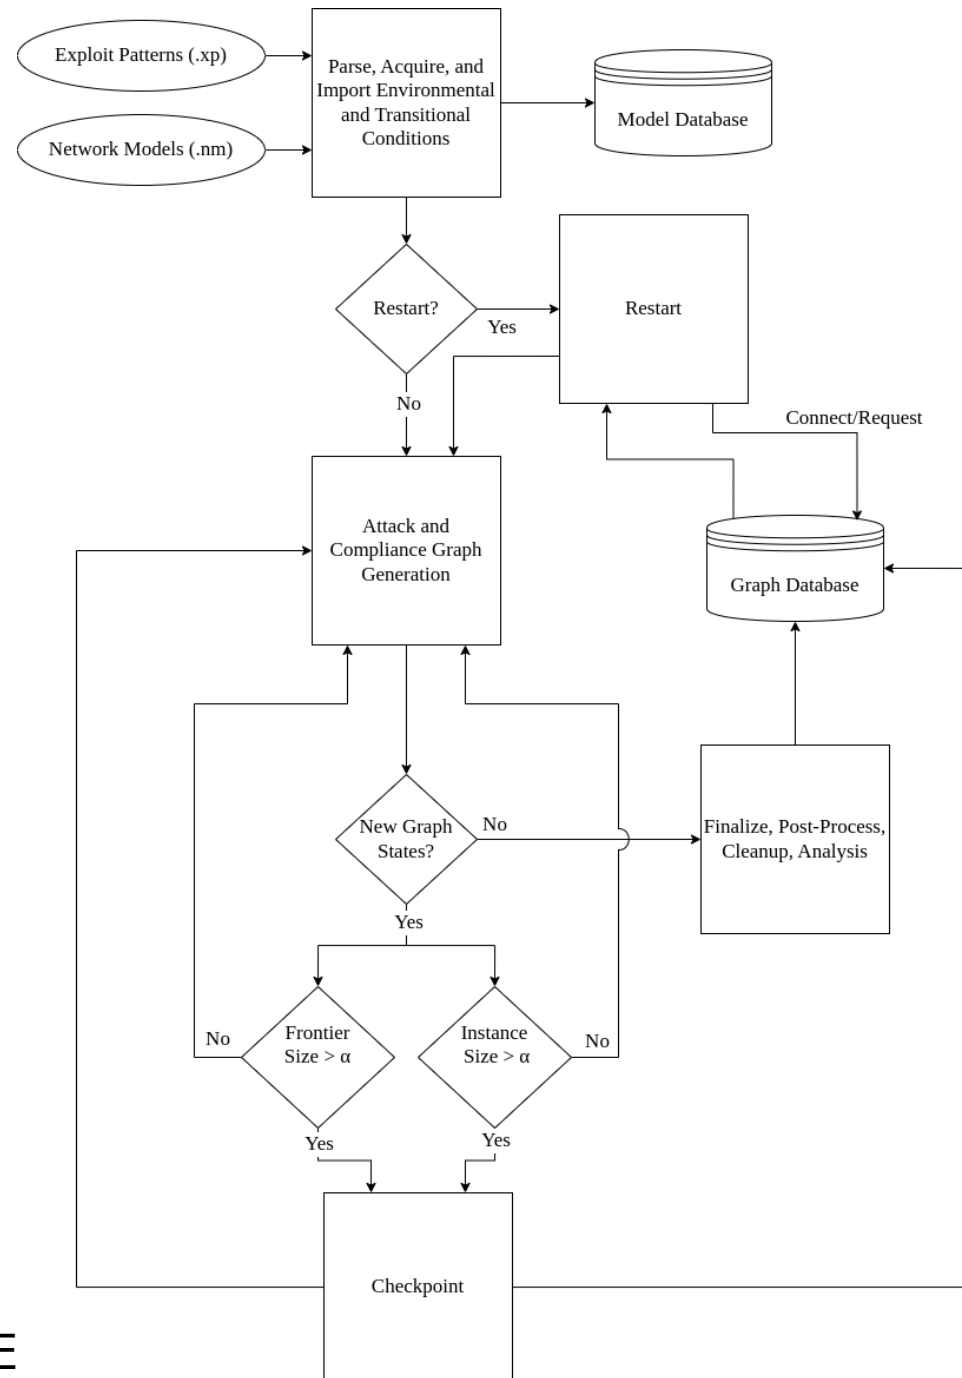 Exploit Patterns (.xp)
Network Models (.nm)
Parse, Acquire, and
Import Environmental
and Transitional
Conditions
Model Database
Restart?
Yes
Restart
No
Connect/Request
Attack and
Compliance Graph
Generation
Graph Database
New Graph
States?
No
Finalize, Post-Process,
Cleanup, Analysis
Yes
Frontier
Size > α
No
Instance
Size > α
No
Yes
Yes
Checkpoint